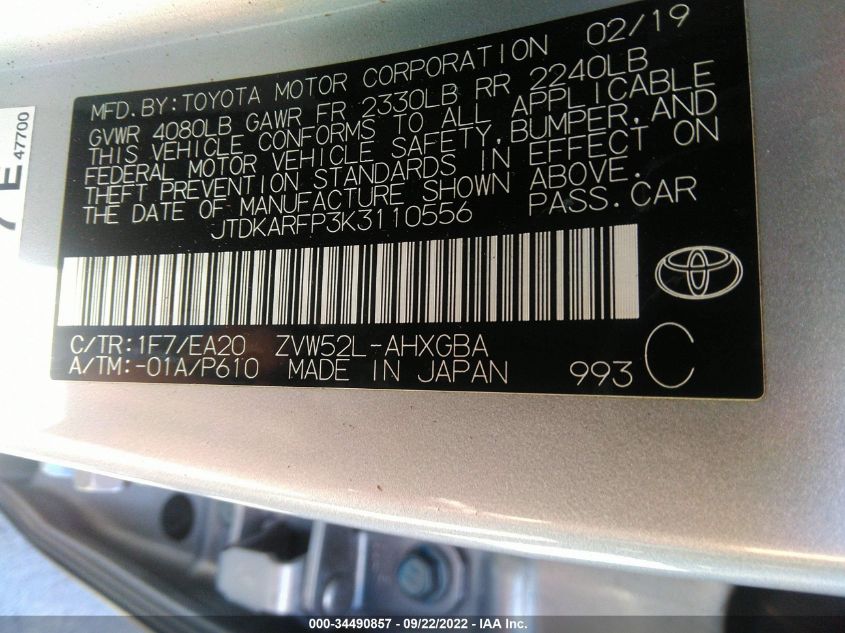 MFD.BY:TOYOTA MOTOR CORPORATION 02/19
GVWR 4080LB GAWR FR 2330LB RR 2240LB
THIS VEHICLE CONFORMS TO ALL APPLICABLE
FEDERAL MOTOR VEHICLE SAFETY,BUMPER,AND
THEFT PREVENTION STANDARDS IN EFFECT ON
THE DATE OF MANUFACTURE SHOWN ABOVE.
JTDKARFP3K3110556 PASS.CAR
C/TR:1F7/EA20 ZVW52L-AHXGBA
A/TM:-01A/P610 MADE IN JAPAN 993 C
47700
000-34490857 - 09/22/2022 - IAA Inc.